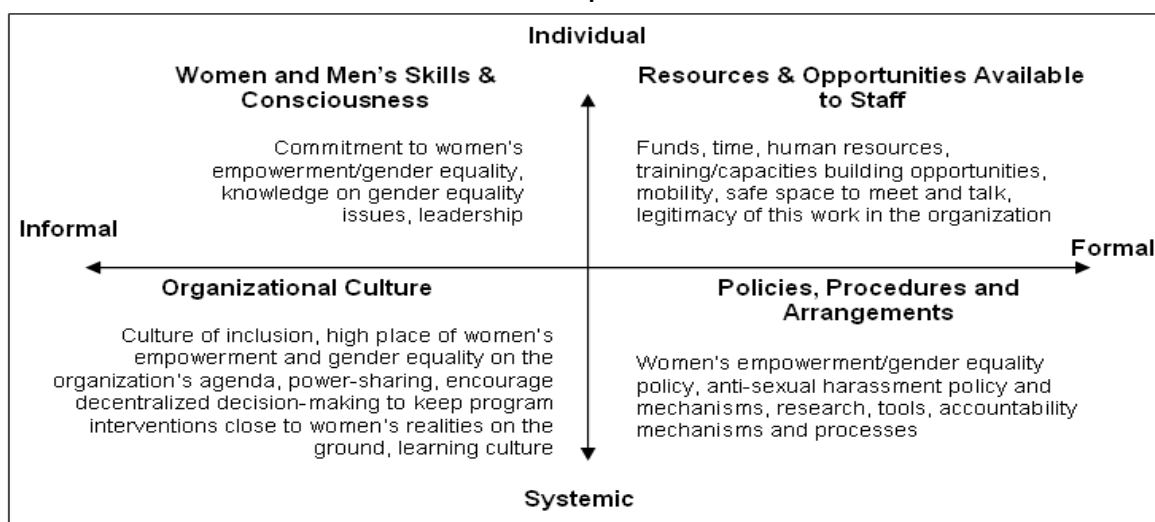 Individual
Women and Men's Skills &
Consciousness
Commitment to women's
empowerment/gender equality,
knowledge on gender equality
issues, leadership
Resources & Opportunities Available
to Staff
Funds, time, human resources,
training/capacities building opportunities,
mobility, safe space to meet and talk,
legitimacy of this work in the organization
Informal
Formal
Organizational Culture
Culture of inclusion, high place of women's
empowerment and gender equality on the
organization's agenda, power-sharing, encourage
decentralized decision-making to keep program
interventions close to women's realities on the
ground, learning culture
Policies, Procedures and
Arrangements
Women's empowerment/gender equality
policy, anti-sexual harassment policy and
mechanisms, research, tools, accountability
mechanisms and processes
Systemic